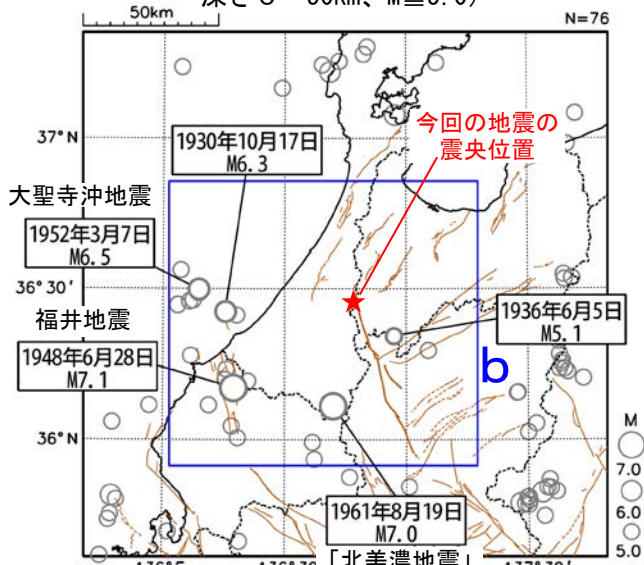 50km
N=76
37°N
今回の地震の
震央位置
1930年10月17日
M6.3
大聖寺沖地震
1952年3月7日
M6.5
36°30′
福井地震
1936年6月5日
M5.1
1948年6月28日
M7.1
b
36°N
M
7.0
6.0
5.0
1961年8月19日
M7.0
「北美濃地震」